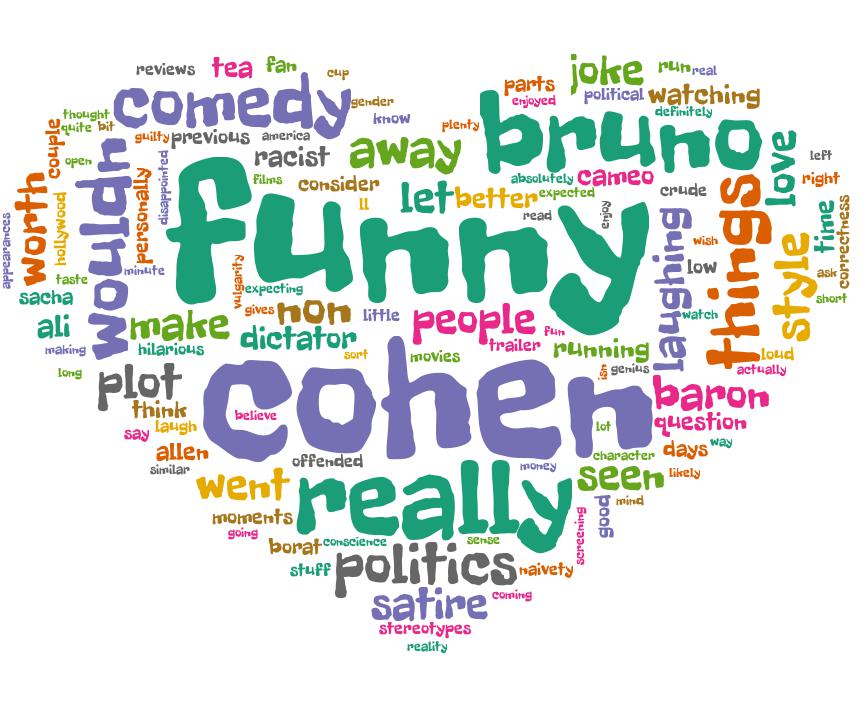 reviews
tea
fan
cup
joke
run
real
thought
comedy
gender
parts
enjoyed
political
watching
quite
bit
guilty
previous
america
know
plenty
bruno
definitely
couple
open
racist
away
love
left
wouldn
personally
disappointed
films
consider
ll
let
better
absolutely
expected
cameo
crude
right
worth
hollywood
funny
read
enjoy
laughing
wish
things
style
time
correctness
appearances
taste
minute
vulgarity
expecting
low
ask
sacha
gives
non
little
people
fun
watch
short
ali
make
dictator
trailer
running
making
hilarious
sort
movies
isn
genius
loud
actually
long
plot
cohen
baron
think
believe
lot
question
say
laugh
allen
offended
money
character
days
way
similar
went
really
seen
likely
moments
good
mind
going
borat
conscience
sense
screening
stuff
politics
naivety
satire
coming
stereotypes
reality